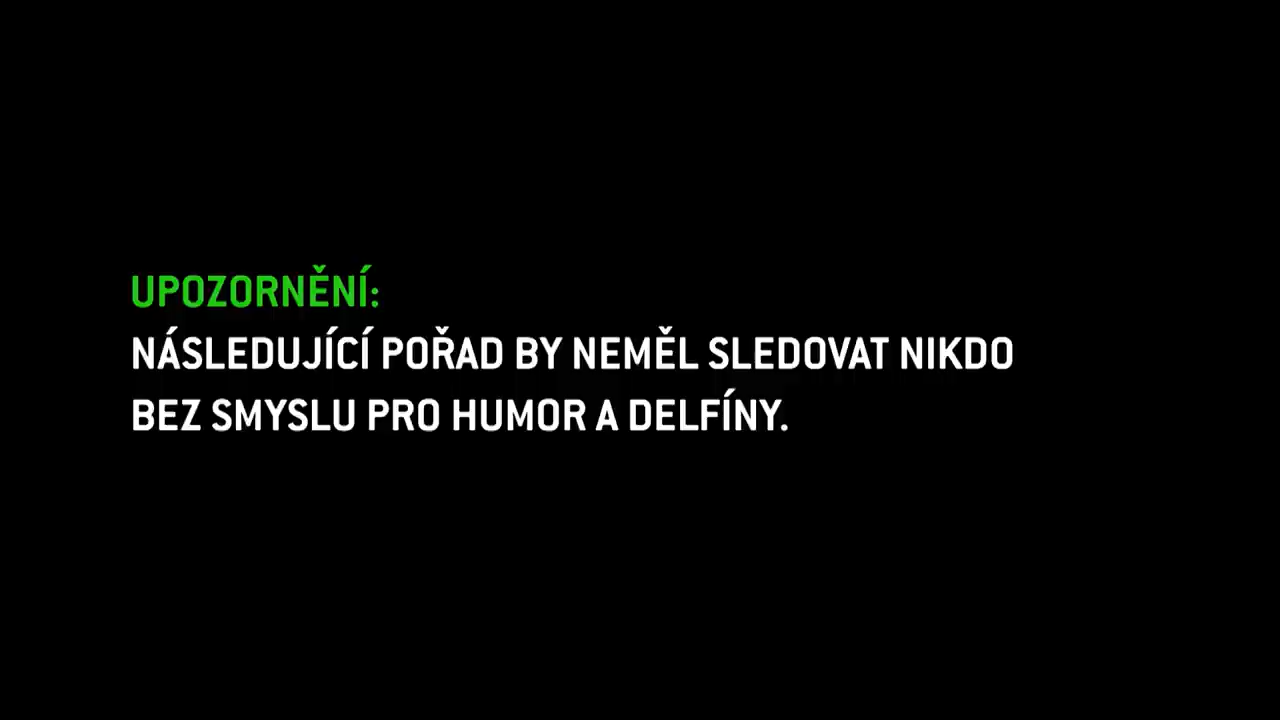 UPOZORNĚNÍ:
NÁSLEDUJÍCÍ POŘAD BY NEMĚL SLEDOVAT NIKDO
BEZ SMYSLU PRO HUMOR A DELFÍNY.